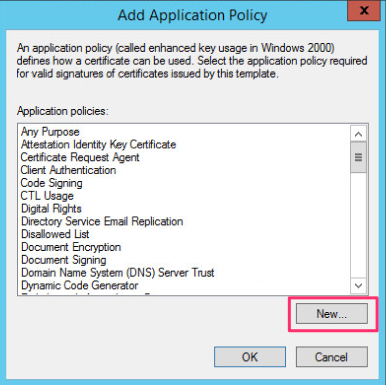 Add Application Policy
x
An application policy (called enhanced key usage in Windows 2000)
defines how a certificate can be used. Select the application policy required
for valid signatures of certificates issued by this template.
Application policies:
Any Purpose
Attestation Identity Key Certificate
Certificate Request Agent
Client Authentication
Code Signing
CTL Usage
Digital Rights
Directory Service Email Replication
Disallowed List
Document Encryption
Document Signing
Domain Name System (DNS) Server Trust
Dynamic Code Generator
New...
OK
Cancel